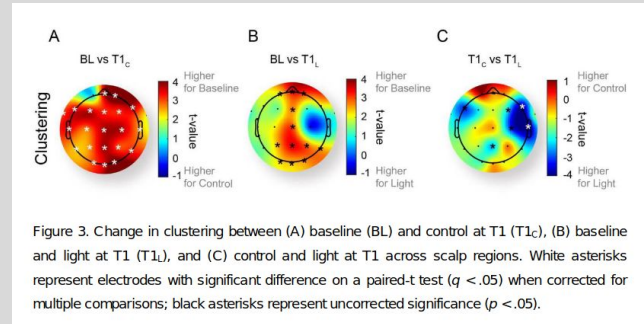 A
B
C
BL vs T1C
BL vs T1L
T1C vs T1L
Higher
for Baseline
Higher
for Baseline
Higher
for Control
Clustering
4
3
2
1
0
-1
t-value
4
3
2
1
0
-1
t-value
1
0
-1
-2
-3
-4
t-value
Higher
for Control
Higher
for Light
Higher
for Light
Figure 3. Change in clustering between (A) baseline (BL) and control at T1 (T1C), (B) baseline
and light at T1 (T1L), and (C) control and light at T1 across scalp regions. White asterisks
represent electrodes with significant difference on a paired-t test (q < .05) when corrected for
multiple comparisons; black asterisks represent uncorrected significance (p < .05).